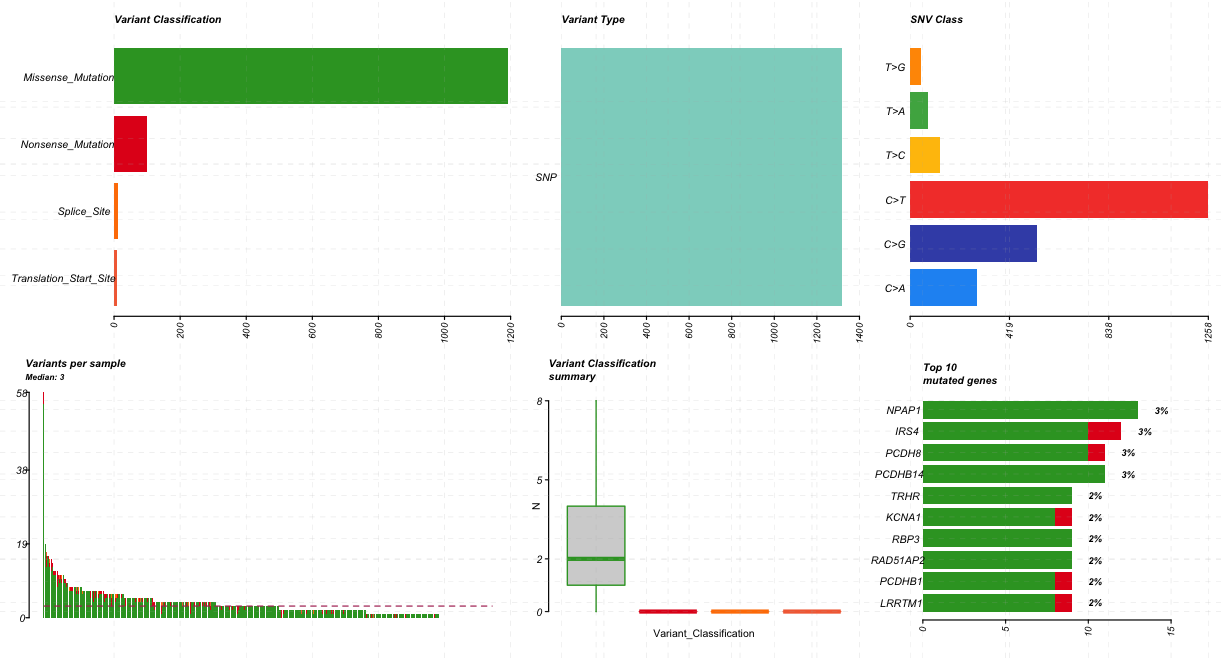 Variant Classification
Missense_Mutation
Nonsense_Mutation
Splice_Site
Translation_Start_Site
0 200 400 600 800 1000 1200
Variant Type
SNP
0 200 400 600 800 1000 1200 1400
SNV Class
T>G
T>A
T>C
C>T
C>G
C>A
0 419 838 1258
Variants per sample
Median: 3
58
38
19
0
Variant Classification
summary
8
5
2
0
N
Variant_Classification
Top 10
mutated genes
NPAP1 3%
IRS4 3%
PCDH8 3%
PCDHB14 3%
TRHR 2%
KCNA1 2%
RBP3 2%
RAD51AP2 2%
PCDHB1 2%
LRRTM1 2%
0 5 10 15